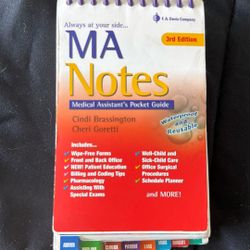 F. A. Davis Company
Always at your side...
3rd Edition
MA
Notes
Medical Assistant's Pocket Guide
Cindi Brassington
Cheri Goretti
Waterproof and
Reusable
Includes...
✓ Wipe-Free Forms
✓ Front and Back Office
✓ NEW! Patient Education
✓ Billing and Coding Tips
✓ Pharmacology
✓ Assisting With
Special Exams
✓ Well-Child and
Sick-Child Care
✓ Office Surgical
Procedures
✓ Schedule Planner
and MORE!